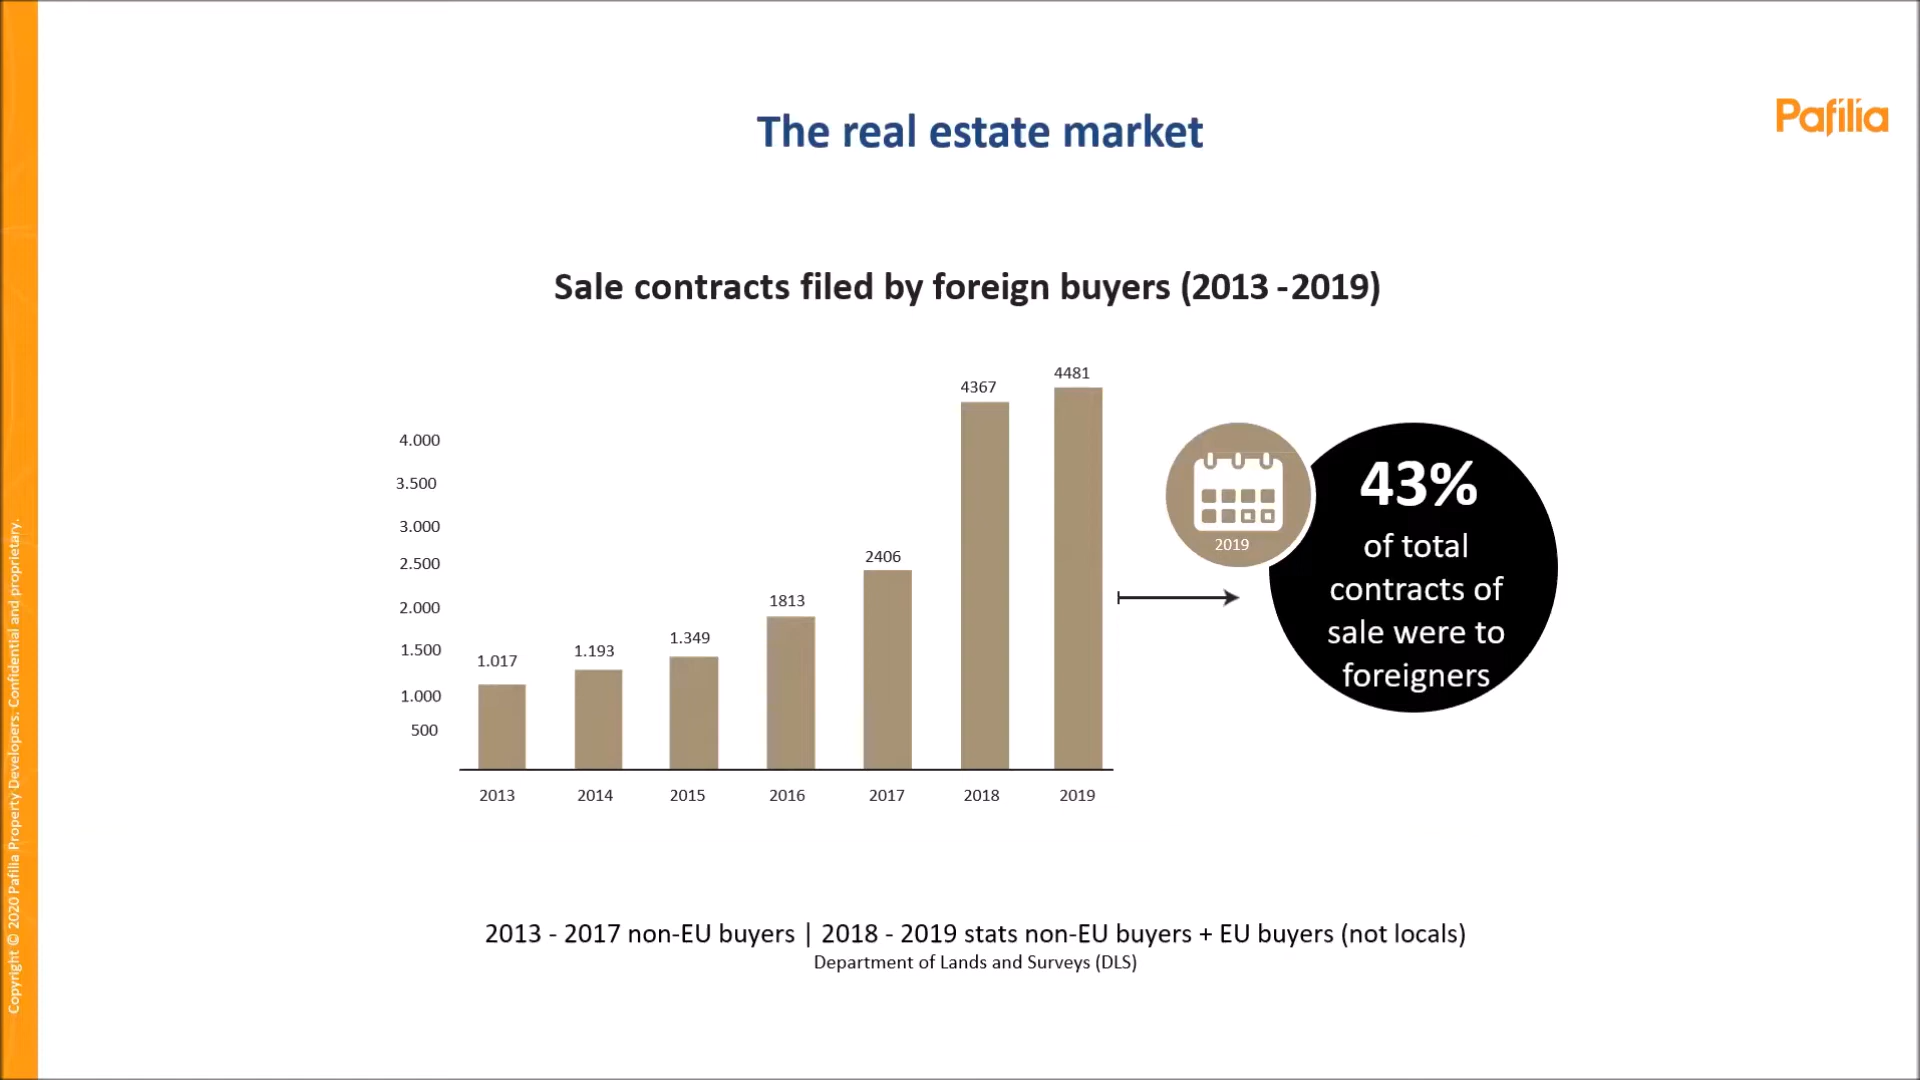 The real estate market
Pafilia
Sale contracts filed by foreign buyers (2013 -2019)
4.000
3.500
3.000
2.500
2.000
1.500
1.000
500
1.017
1.193
1.349
1813
2406
4367
4481
2013
2014
2015
2016
2017
2018
2019
2019
43%
of total
contracts of
sale were to
foreigners
2013 - 2017 non-EU buyers | 2018 - 2019 stats non-EU buyers + EU buyers (not locals)
Department of Lands and Surveys (DLS)
Copyright © 2020 Pafilia Property Developers. Confidential and proprietary.